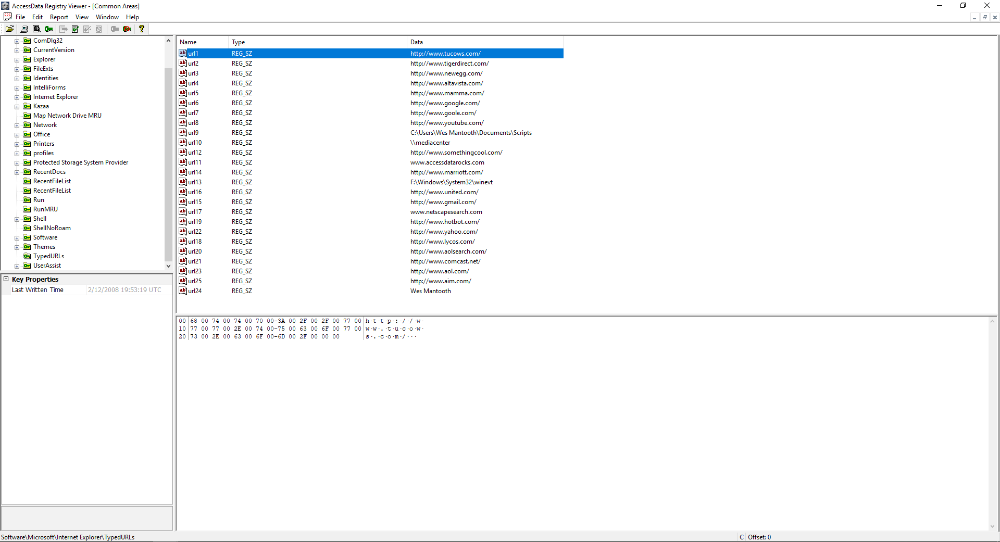 AccessData Registry Viewer - [Common Areas]
File Edit Report View Window Help
ComDlg32
CurrentVersion
Explorer
FileExts
Identities
IntelliForms
Internet Explorer
Kazaa
Map Network Drive MRU
Network
Office
Printers
profiles
Protected Storage System Provider
RecentDocs
RecentFileList
RecentFileList
Run
RunMRU
Shell
ShellNoRoam
Software
Themes
TypedURLs
UserAssist
Key Properties
Last Written Time 2/12/2008 19:53:19 UTC
Name Type Data
url1 REG_SZ http://www.tucows.com/
url2 REG_SZ http://www.tigerdirect.com/
url3 REG_SZ http://www.newegg.com/
url4 REG_SZ http://www.altavista.com/
url5 REG_SZ http://www.mamma.com/
url6 REG_SZ http://www.google.com/
url7 REG_SZ http://www.goole.com/
url8 REG_SZ http://www.youtube.com/
url9 REG_SZ C:\Users\Wes Mantooth\Documents\Scripts
url10 REG_SZ \\mediacenter
url12 REG_SZ http://www.somethingcool.com/
url11 REG_SZ www.accessdatarocks.com
url14 REG_SZ http://www.marriott.com/
url13 REG_SZ F:\Windows\System32\winevt
url16 REG_SZ http://www.united.com/
url15 REG_SZ http://www.gmail.com/
url17 REG_SZ www.netscapesearch.com
url19 REG_SZ http://www.hotbot.com/
url22 REG_SZ http://www.yahoo.com/
url18 REG_SZ http://www.lycos.com/
url20 REG_SZ http://www.aolsearch.com/
url21 REG_SZ http://www.comcast.net/
url23 REG_SZ http://www.aol.com/
url25 REG_SZ http://www.aim.com/
url24 REG_SZ Wes Mantooth
00 68 00 74 00 74 00 70 00-3A 00 2F 00 2F 00 77 00 h·t·t·p·:·/·/·w·
10 77 00 77 00 2E 00 74 00-75 00 63 00 6F 00 77 00 w·w·.·t·u·c·o·w·
20 73 00 2E 00 63 00 6F 00-6D 00 2F 00 00 00 s·.·c·o·m·/···
Software\Microsoft\Internet Explorer\TypedURLs C Offset: 0